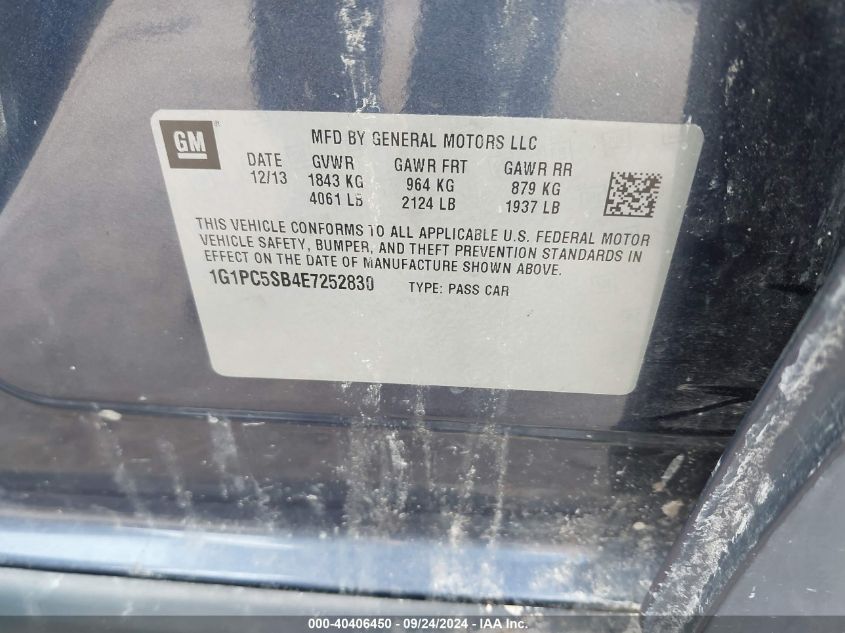 GM
MFD BY GENERAL MOTORS LLC
DATE GVWR GAWR FRT GAWR RR
12/13 1843 KG 964 KG 879 KG
4061 LB 2124 LB 1937 LB
THIS VEHICLE CONFORMS TO ALL APPLICABLE U.S. FEDERAL MOTOR
VEHICLE SAFETY, BUMPER, AND THEFT PREVENTION STANDARDS IN
EFFECT ON THE DATE OF MANUFACTURE SHOWN ABOVE.
1G1PC5SB4E7252830 TYPE: PASS CAR
000-40406450 - 09/24/2024 - IAA Inc.